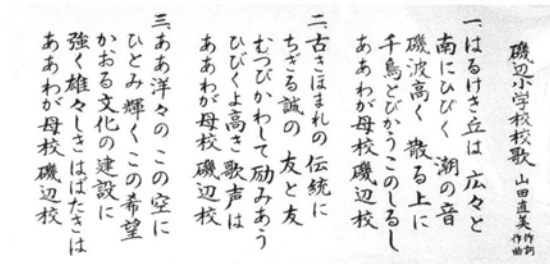 磯辺小学校校歌 山田直美 作詞 作曲
一、はるけき丘は 広々と
南にひびく 潮の音
磯波高く 散る上に
千鳥とびかうこのしるし
ああわが母校 磯辺校
二、古きほまれの 伝統に
ちぎる誠の 友と友
むつびかわして励みあう
ひびくよ高き歌声は
ああわが母校 磯辺校
三、ああ洋々の この空に
ひとみ輝く この希望
かおる文化の 建設に
強く雄々しき はばたきは
ああわが母校 磯辺校